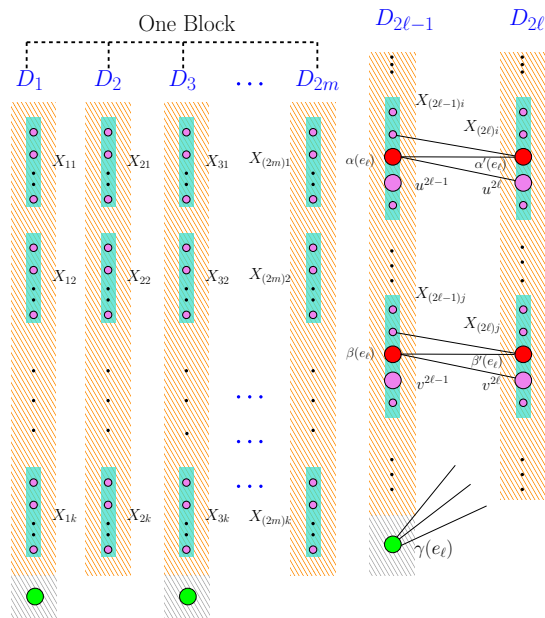 One Block
D_1 D_2 D_3 ... D_{2m}
X_{11} X_{21} X_{31} X_{(2m)1}
X_{12} X_{22} X_{32} X_{(2m)2}
X_{1k} X_{2k} X_{3k} X_{(2m)k}
D_{2ℓ−1} D_{2ℓ}
X_{(2ℓ−1)i}
X_{(2ℓ)i}
α(e_ℓ) α′(e_ℓ)
u^{2ℓ−1} u^{2ℓ}
X_{(2ℓ−1)j}
X_{(2ℓ)j}
β(e_ℓ) β′(e_ℓ)
v^{2ℓ−1} v^{2ℓ}
γ(e_ℓ)